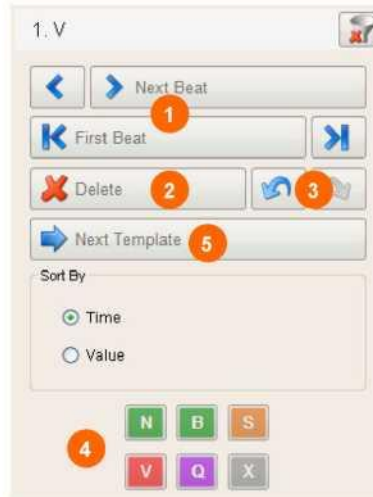 1. V
Next Beat
1
First Beat
Delete 2 3
Next Template 5
Sort By
Time
Value
4
N B S
V Q X